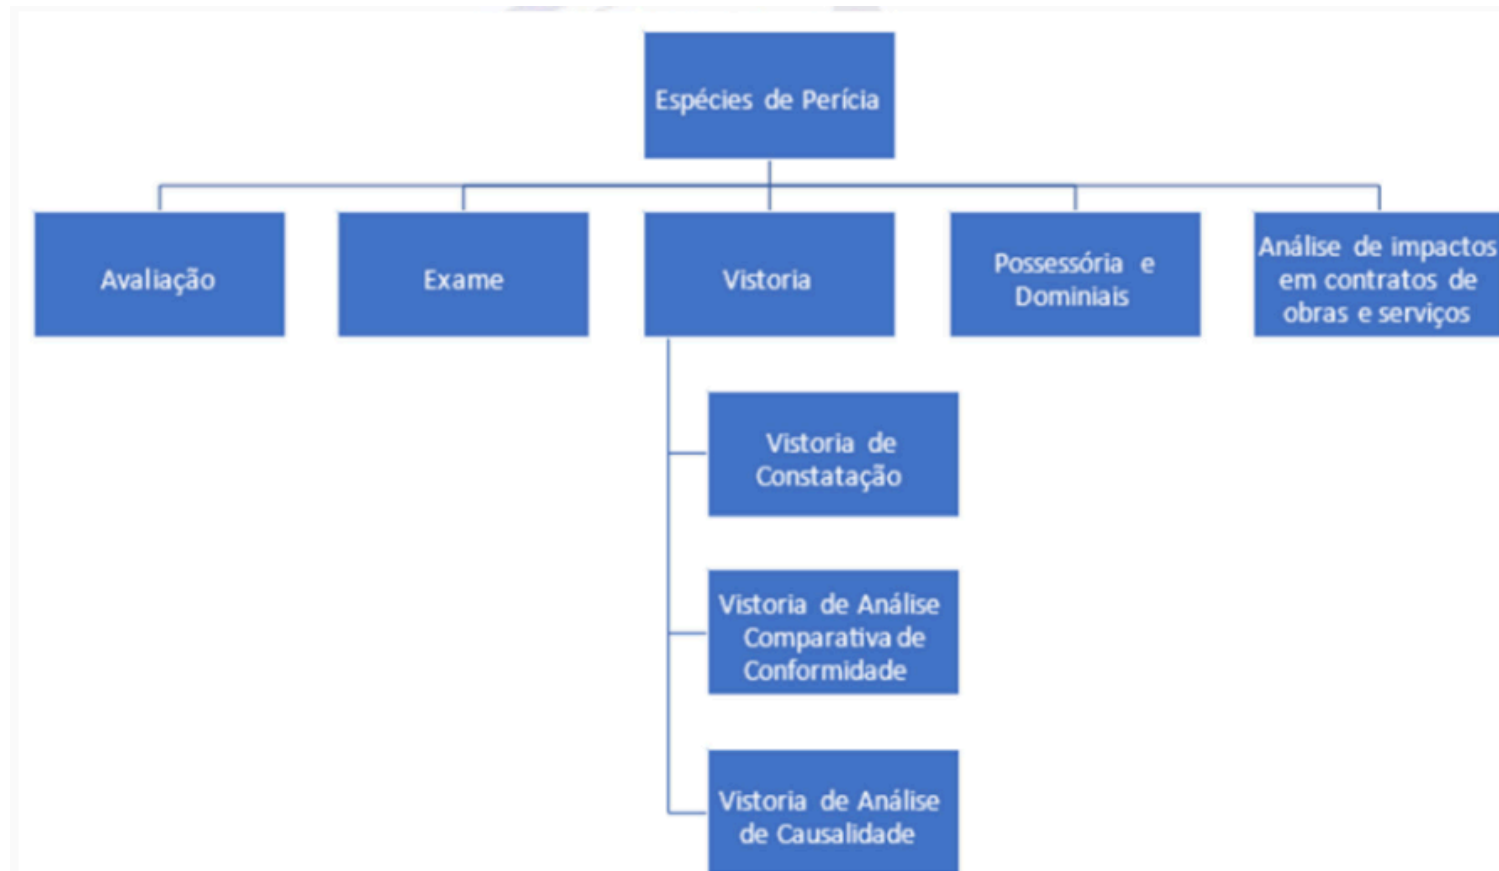 Espécies de Perícia
Avaliação
Exame
Vistoria
Possessória e
Dominiais
Análise de impactos
em contratos de
obras e serviços
Vistoria de
Constatação
Vistoria de Análise
Comparativa de
Conformidade
Vistoria de Análise
de Causalidade